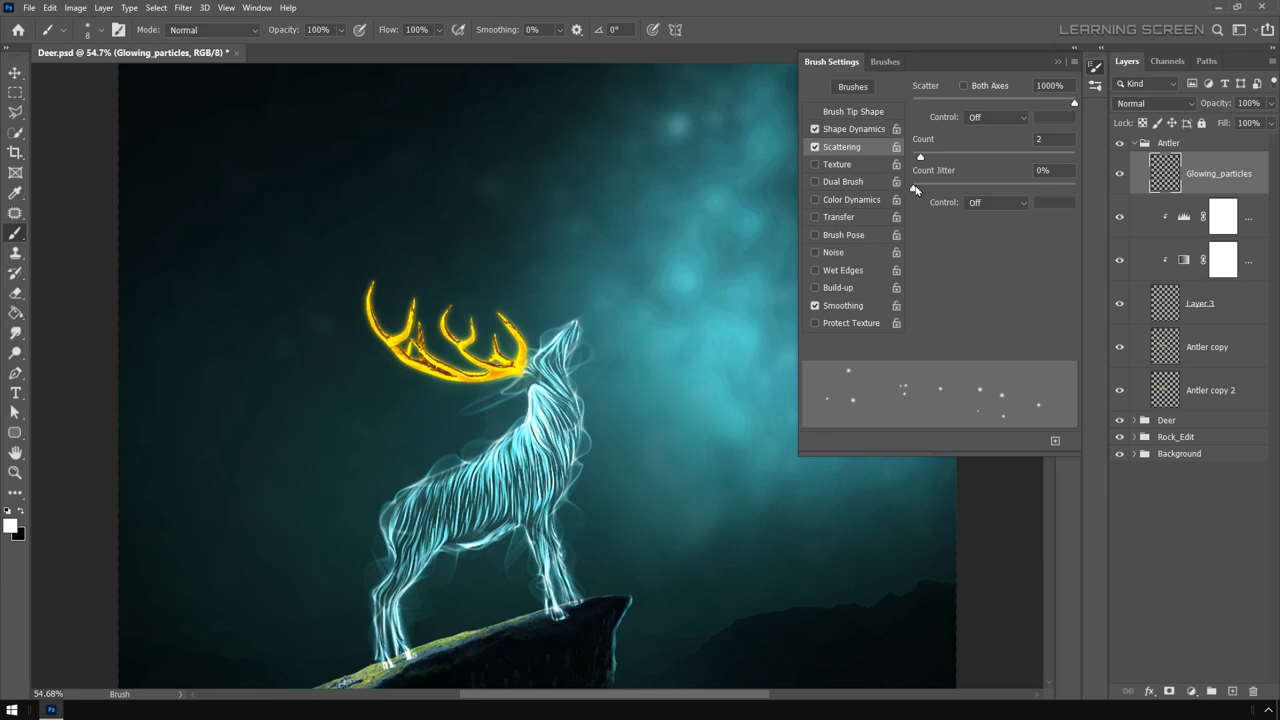 File Edit Image Layer Type Select Filter 3D View Window Help
8 Mode: Normal Opacity: 100% Flow: 100% Smoothing: 0% 0° LEARNING SCREEN
Deer.psd @ 54.7% (Glowing_particles, RGB/8) * ×
Brush Settings Brushes
Brushes
Brush Tip Shape
Shape Dynamics
Scattering
Texture
Dual Brush
Color Dynamics
Transfer
Brush Pose
Noise
Wet Edges
Build-up
Smoothing
Protect Texture
Scatter Both Axes 1000%
Control: Off
Count 2
Count Jitter 0%
Control: Off
Layers Channels Paths
Kind
Normal Opacity: 100%
Lock: Fill: 100%
Antler
Glowing_particles
...
...
Layer 3
Antler copy
Antler copy 2
Deer
Rock_Edit
Background
54.68% Brush
fx
Ps